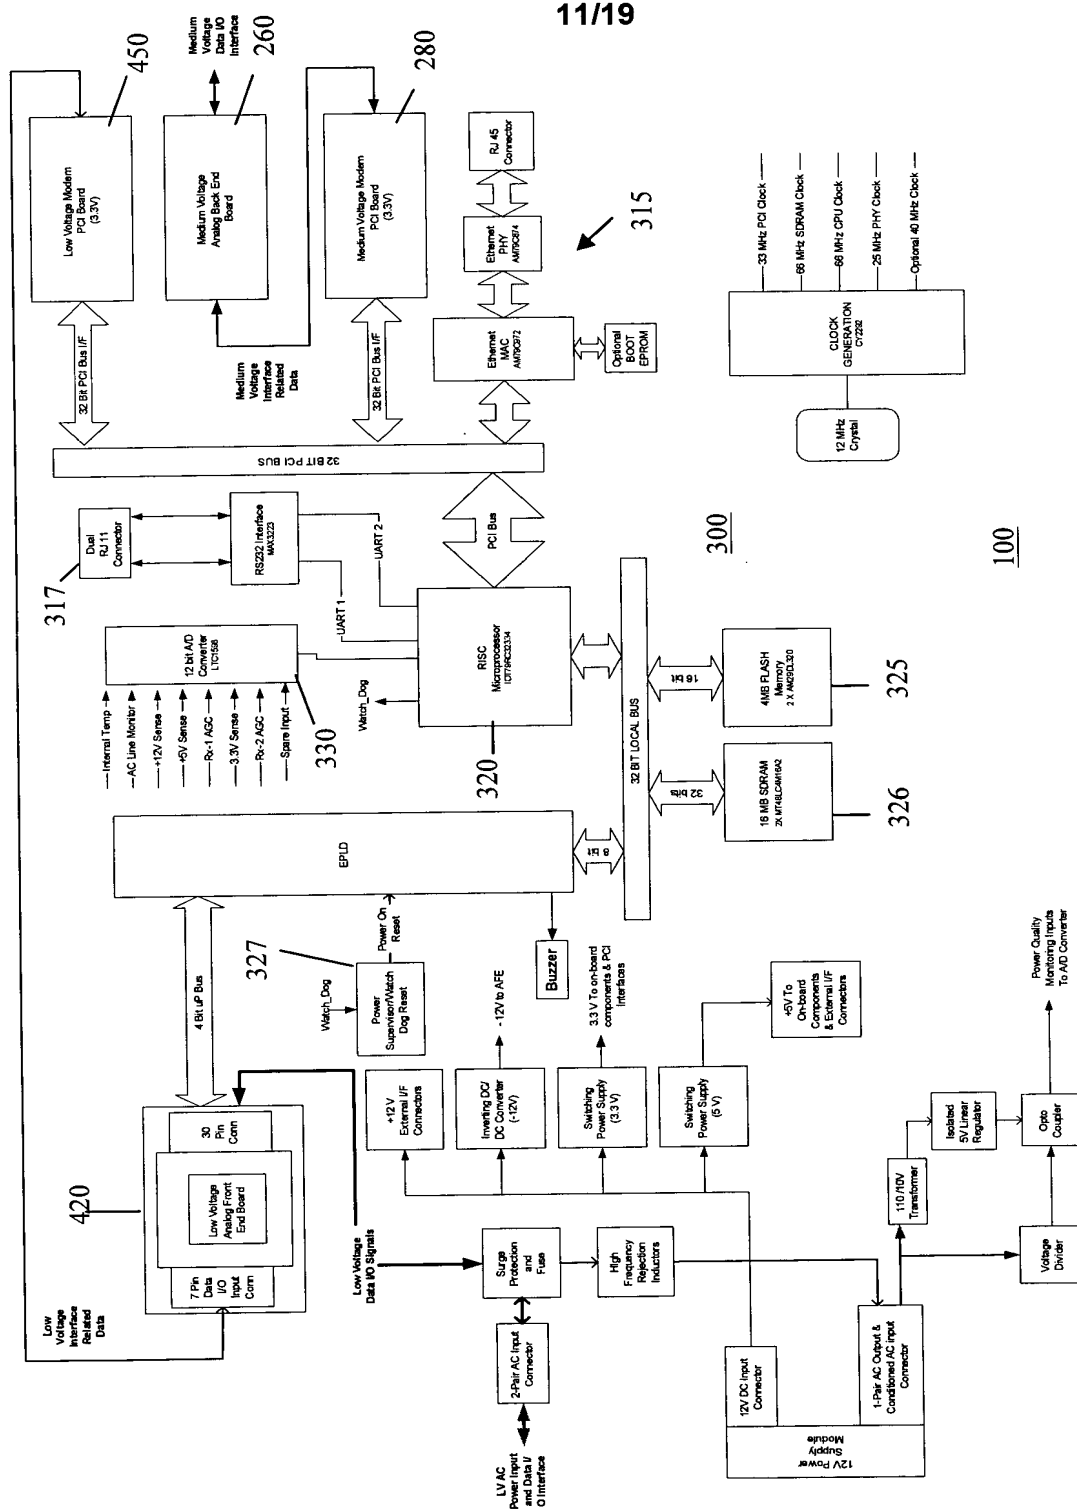 11/19
Low Voltage Modem
PCI Board
(3.3V)
450
Medium
Voltage
Data I/O
Interface
260
Medium Voltage
Analog Back End
Board
280
Medium Voltage Modem
PCI Board
(3.3V)
RJ 45
Connector
Ethernet
PHY
AM79C874
315
Ethernet
MAC
AM79C972
Optional
BOOT
EPROM
32 Bit PCI Bus I/F
Medium
Voltage
Interface
Related
Data
32 Bit PCI Bus I/F
32 BIT PCI BUS
33 MHz PCI Clock
66 MHz SDRAM Clock
66 MHz CPU Clock
25 MHz PHY Clock
Optional 40 MHz Clock
CLOCK
GENERATION
CY2292
12 MHz
Crystal
Dual
RJ 11
Connector
317
RS232 Interface
MAX3223
UART 1
UART 2
PCI Bus
300
100
12 bit A/D
Converter
LTC1598
330
Internal Temp
AC Line Monitor
+12V Sense
+5V Sense
Rx-1 AGC
3.3V Sense
Rx-2 AGC
Spare Input
Watch_Dog
RISC
Microprocessor
IDT79RC32334
320
32 BIT LOCAL BUS
16 bit
4MB FLASH
Memory
2 X AM29DL320
325
32 bits
16 MB SDRAM
2X MT48LC4M16A2
326
EPLD
8 bit
Buzzer
4 Bit uP Bus
Power On
Reset
327
Watch_Dog
Power
Supervisor/Watch
Dog Reset
420
30
Pin
Conn
Low Voltage
Analog Front
End Board
7 Pin
Data
I/O
Input
Conn
Low
Voltage
Interface
Related
Data
Low Voltage
Data I/O Signals
+12 V
External I/F
Connectors
Inverting DC/
DC Converter
(-12V)
- 12V to AFE
Switching
Power Supply
(3.3 V)
3.3 V To on-board
components & PCI
Interfaces
Switching
Power Supply
(5 V)
+5V To
On-board
Components
& External I/F
Connectors
LV AC
Power Input
and Data I/
O Interface
2-Pair AC Input
Connector
Surge
Protection
and
Fuse
High
Frequency
Rejection
Inductors
12V Power
Supply
Module
12V DC Input
Connector
1-Pair AC Output &
Conditioned AC input
Connector
110 /10V
Transformer
Isolated
5V Linear
Regulator
Voltage
Divider
Opto
Coupler
Power Quality
Monitoring Inputs
To A/D Converter